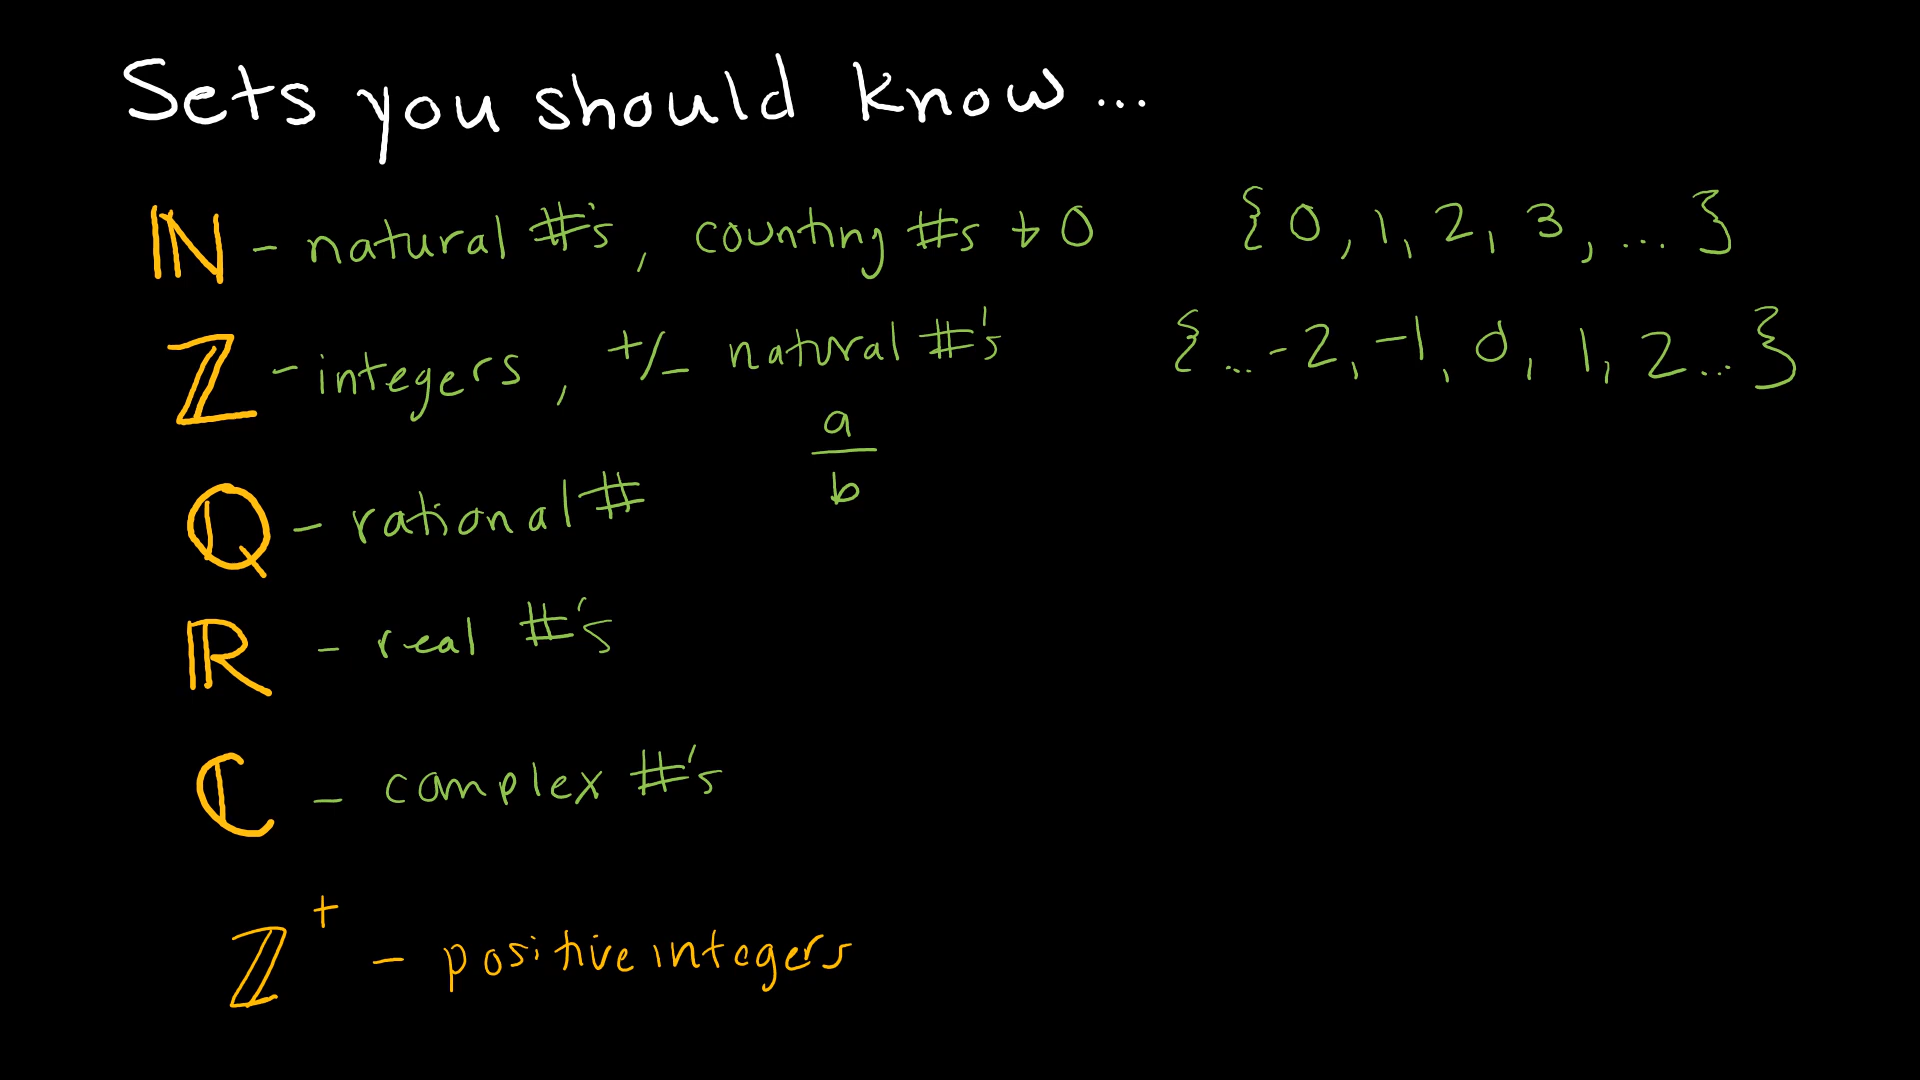 Sets you should know...
ℕ - natural #'s, counting #s + 0 {0, 1, 2, 3, ...}
ℤ - integers, +/- natural #'s {...-2, -1, 0, 1, 2...}
a
b
ℚ - rational #
ℝ - real #'s
ℂ - complex #'s
ℤ⁺ - positive integers